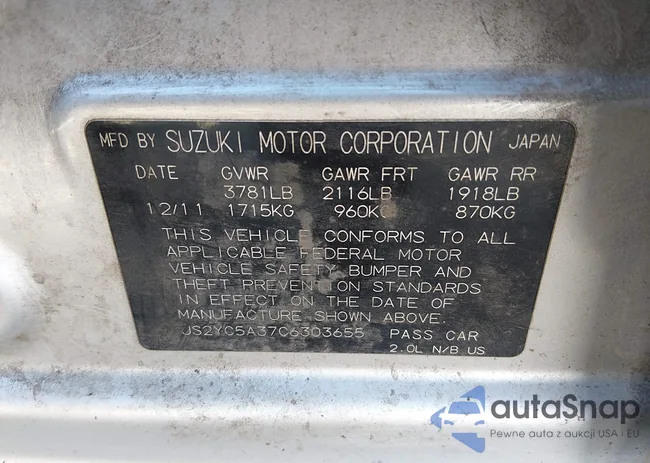 MFD BY SUZUKI MOTOR CORPORATION JAPAN
DATE GVWR GAWR FRT GAWR RR
3781LB 2116LB 1918LB
12/11 1715KG 960KG 870KG
THIS VEHICLE CONFORMS TO ALL
APPLICABLE FEDERAL MOTOR
VEHICLE SAFETY BUMPER AND
THEFT PREVENTION STANDARDS
IN EFFECT ON THE DATE OF
MANUFACTURE SHOWN ABOVE.
JS2YC5A37C6303655 PASS CAR
2.0L N/B US
autaSnap
Pewne auta z aukcji USA i EU